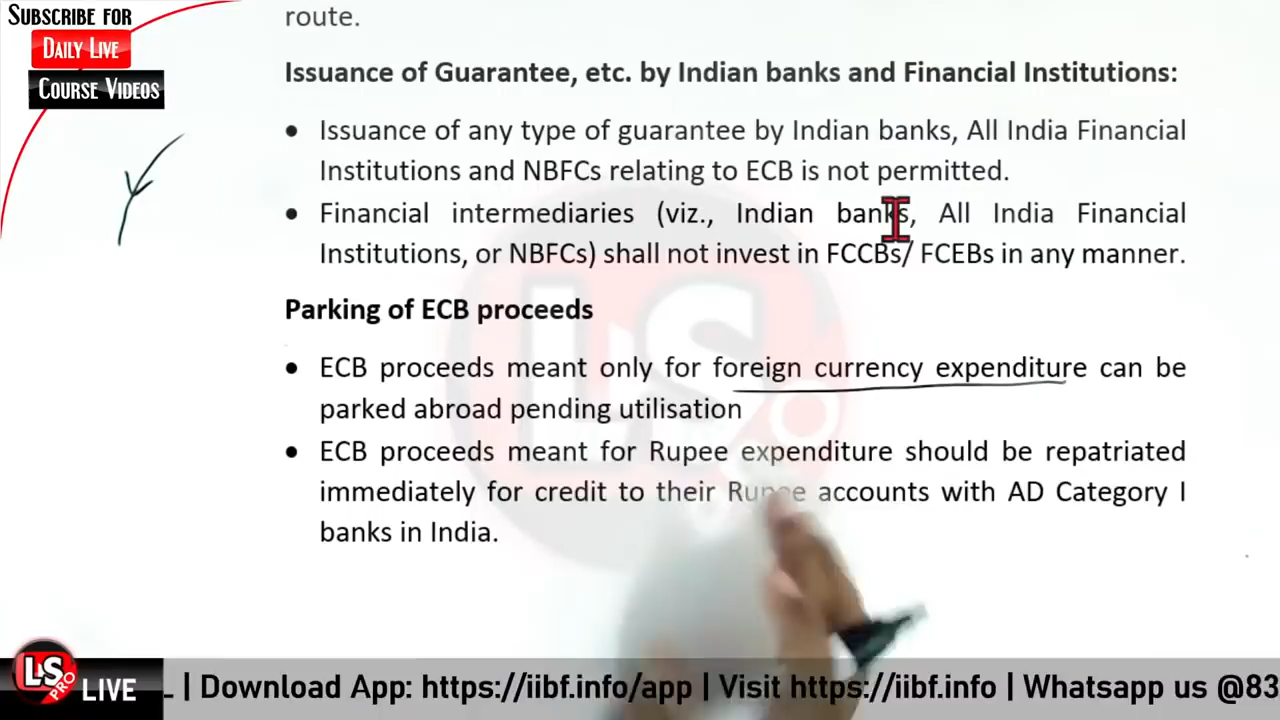 SUBSCRIBE FOR
DAILY LIVE
COURSE VIDEOS
route.
Issuance of Guarantee, etc. by Indian banks and Financial Institutions:
• Issuance of any type of guarantee by Indian banks, All India Financial
Institutions and NBFCs relating to ECB is not permitted.
• Financial intermediaries (viz., Indian banks, All India Financial
Institutions, or NBFCs) shall not invest in FCCBs/ FCEBs in any manner.
Parking of ECB proceeds
• ECB proceeds meant only for foreign currency expenditure can be
parked abroad pending utilisation
• ECB proceeds meant for Rupee expenditure should be repatriated
immediately for credit to their Rupee accounts with AD Category I
banks in India.
LS
PRO
LIVE
L | Download App: https://iibf.info/app | Visit https://iibf.info | Whatsapp us @83